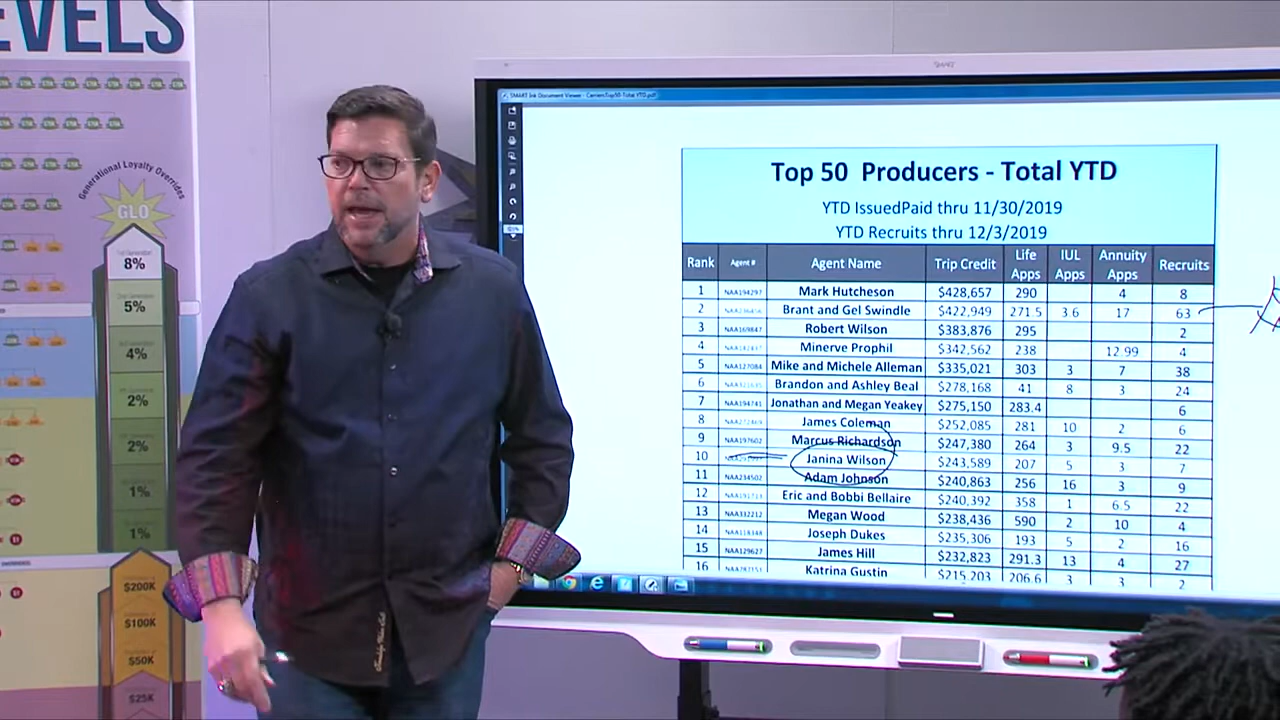 EVELS
Generational Loyalty Overrides
GLO
8%
5%
4%
2%
2%
1%
1%
$200K
$100K
$50K
$25K
SMART
SMART Ink Document Viewer - CarriersTop50-Total YTD.pdf
Top 50 Producers - Total YTD
YTD IssuedPaid thru 11/30/2019
YTD Recruits thru 12/3/2019
Rank Agent # Agent Name Trip Credit Life Apps IUL Apps Annuity Apps Recruits
1 NAA194297 Mark Hutcheson $428,657 290 4 8
2 Brant and Gel Swindle $422,949 271.5 3.6 17 63
3 NAA169847 Robert Wilson $383,876 295 2
4 Minerve Prophil $342,562 238 12.99 4
5 NAA127084 Mike and Michele Alleman $335,021 303 3 7 38
6 Brandon and Ashley Beal $278,168 41 8 3 24
7 NAA194741 Jonathan and Megan Yeakey $275,150 283.4 6
8 James Coleman $252,085 281 10 2 6
9 NAA197602 Marcus Richardson $247,380 264 3 9.5 22
10 Janina Wilson $243,589 207 5 3 7
11 NAA234502 Adam Johnson $240,863 256 16 3 9
12 Eric and Bobbi Bellaire $240,392 358 1 6.5 22
13 NAA332212 Megan Wood $238,436 590 2 10 4
14 Joseph Dukes $235,306 193 5 2 16
15 NAA129627 James Hill $232,823 291.3 13 4 27
16 Katrina Gustin $215,203 206.6 3 3 2